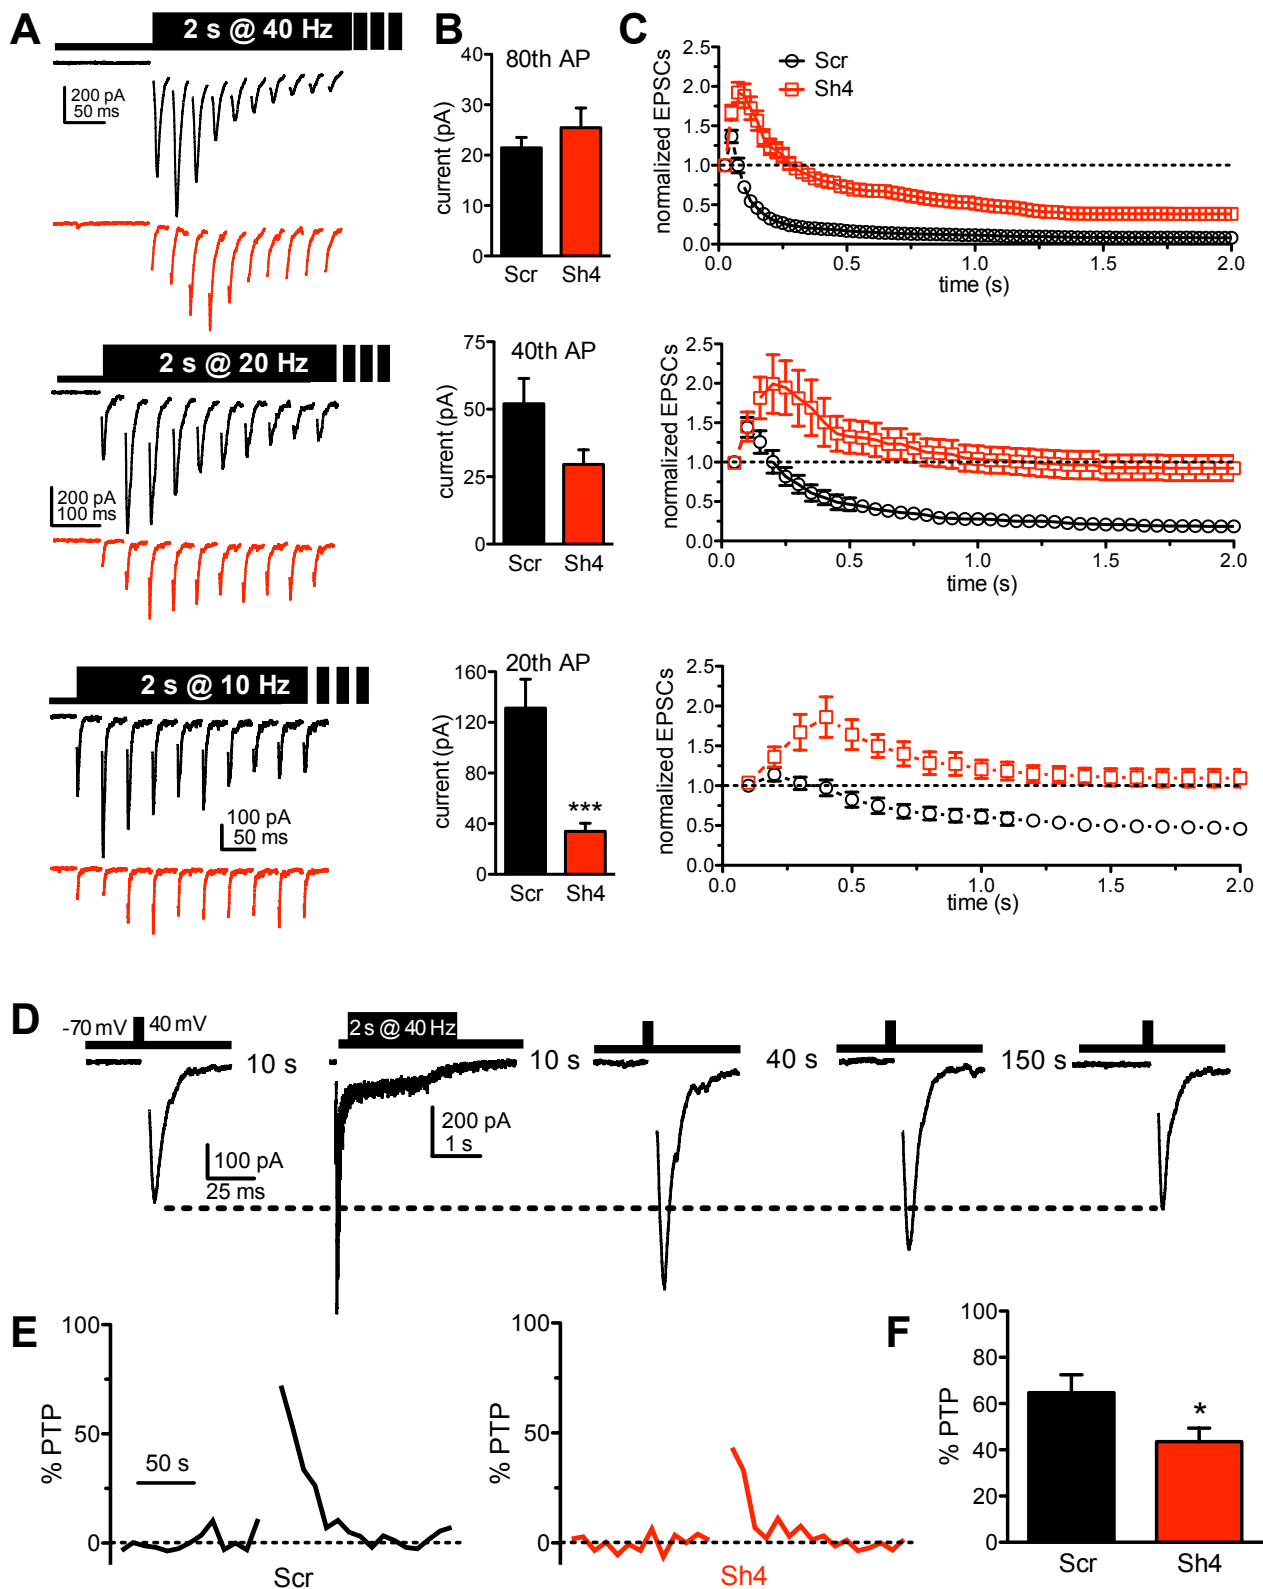 A
2 s @ 40 Hz
200 pA
50 ms
B
80th AP
current (pA)
40
30
20
10
0
Scr
Sh4
C
Scr
Sh4
normalized EPSCs
2.5
2.0
1.5
1.0
0.5
0.0
0.0
0.5
1.0
1.5
2.0
time (s)
2 s @ 20 Hz
200 pA
100 ms
40th AP
current (pA)
75
50
25
0
Scr
Sh4
normalized EPSCs
2.5
2.0
1.5
1.0
0.5
0.0
0.0
0.5
1.0
1.5
2.0
time (s)
2 s @ 10 Hz
100 pA
50 ms
20th AP
current (pA)
160
120
80
40
0
***
Scr
Sh4
normalized EPSCs
2.5
2.0
1.5
1.0
0.5
0.0
0.0
0.5
1.0
1.5
2.0
time (s)
D
-70 mV
40 mV
10 s
2 s @ 40 Hz
10 s
40 s
150 s
100 pA
25 ms
200 pA
1 s
E
% PTP
100
50
0
50 s
Scr
% PTP
100
50
0
Sh4
F
% PTP
100
80
60
40
20
0
*
Scr
Sh4